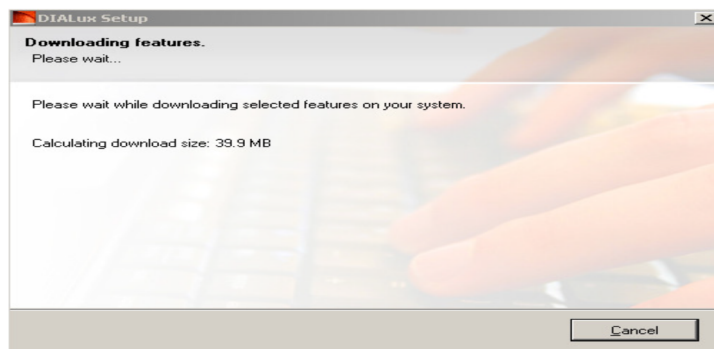 DIALux Setup
Downloading features.
Please wait...
Please wait while downloading selected features on your system.
Calculating download size: 39.9 MB
Cancel